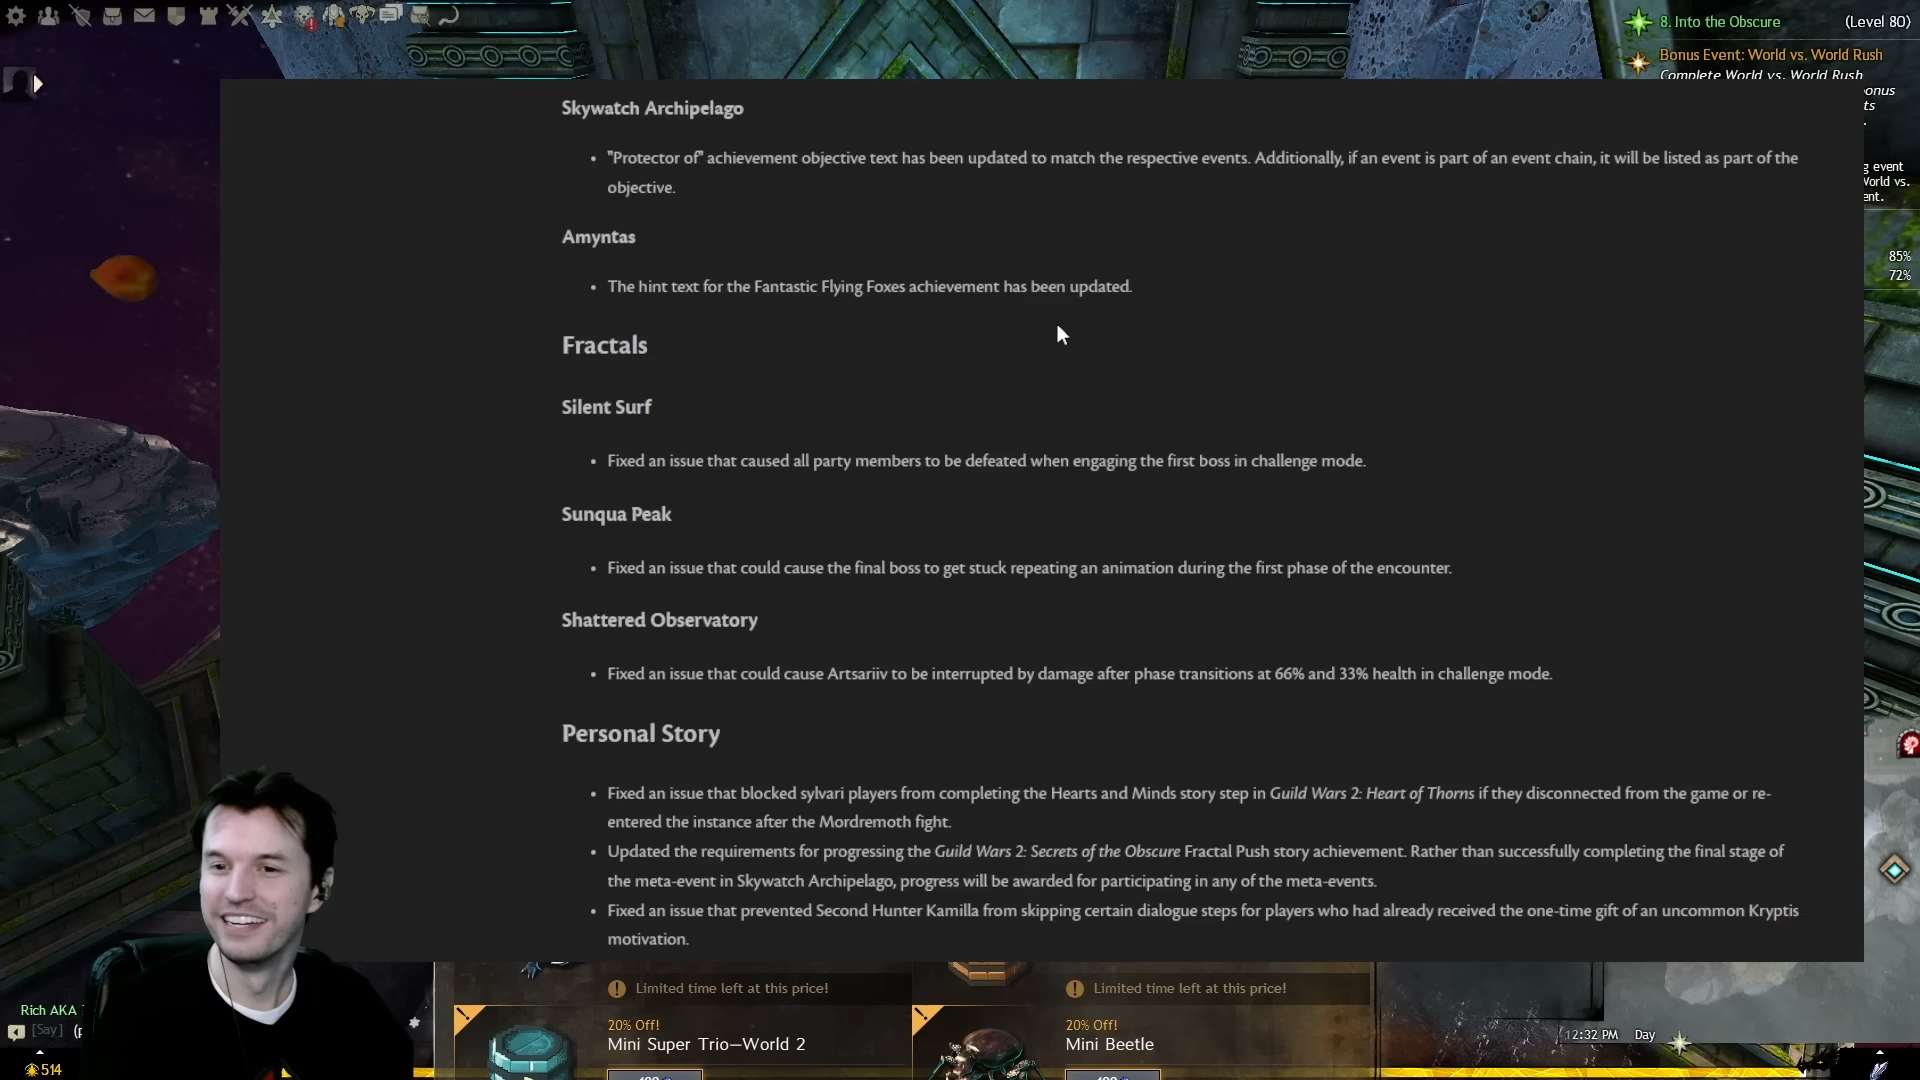 8. Into the Obscure (Level 80)
Bonus Event: World vs. World Rush
Complete World vs. World Rush
Skywatch Archipelago
• "Protector of" achievement objective text has been updated to match the respective events. Additionally, if an event is part of an event chain, it will be listed as part of the
objective.
event
85%
72%
Amyntas
• The hint text for the Fantastic Flying Foxes achievement has been updated.
Fractals
Silent Surf
• Fixed an issue that caused all party members to be defeated when engaging the first boss in challenge mode.
Sunqua Peak
• Fixed an issue that could cause the final boss to get stuck repeating an animation during the first phase of the encounter.
Shattered Observatory
• Fixed an issue that could cause Artsariiv to be interrupted by damage after phase transitions at 66% and 33% health in challenge mode.
Personal Story
• Fixed an issue that blocked sylvari players from completing the Hearts and Minds story step in Guild Wars 2: Heart of Thorns if they disconnected from the game or re-
entered the instance after the Mordremoth fight.
• Updated the requirements for progressing the Guild Wars 2: Secrets of the Obscure Fractal Push story achievement. Rather than successfully completing the final stage of
the meta-event in Skywatch Archipelago, progress will be awarded for participating in any of the meta-events.
• Fixed an issue that prevented Second Hunter Kamilla from skipping certain dialogue steps for players who had already received the one-time gift of an uncommon Kryptis
motivation.
Limited time left at this price!
Limited time left at this price!
Rich AKA
[Say]
20% Off!
Mini Super Trio—World 2
20% Off!
Mini Beetle
12:32 PM Day
514